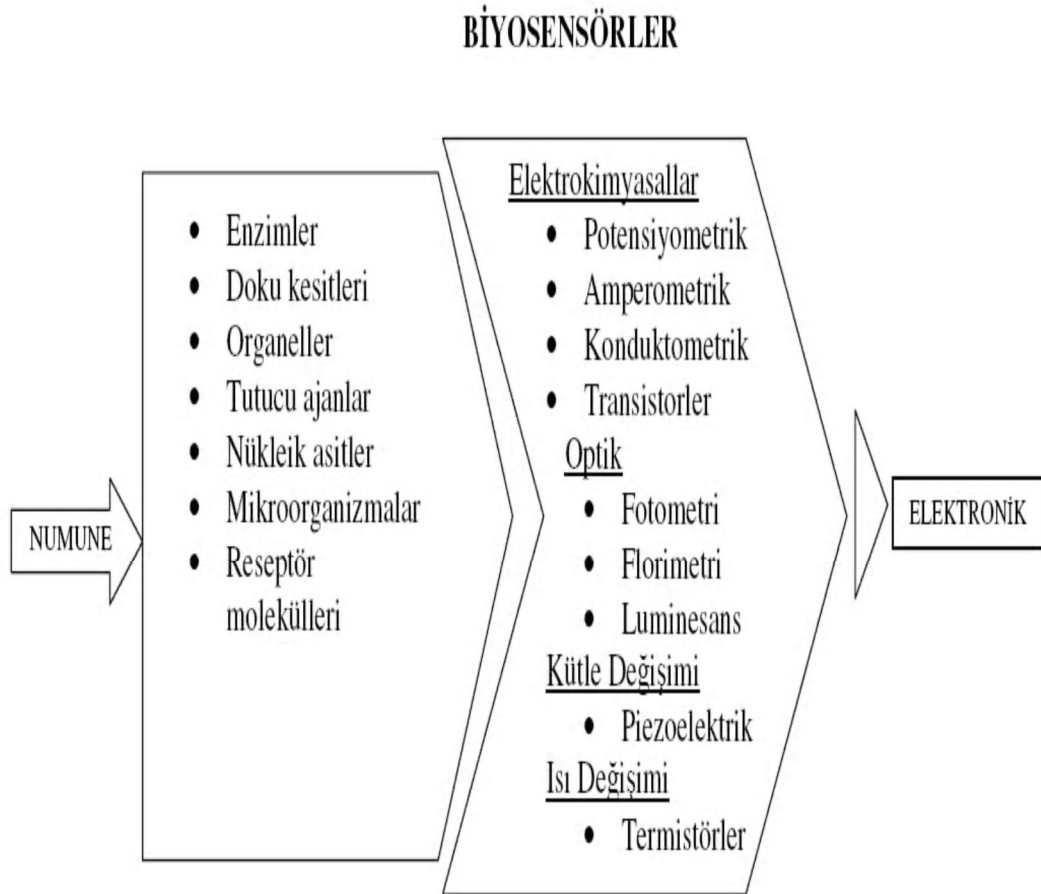 BİYOSENSÖRLER
NUMUNE
• Enzimler
• Doku kesitleri
• Organeller
• Tutucu ajanlar
• Nükleik asitler
• Mikroorganizmalar
• Reseptör
molekülleri
Elektrokimyasallar
• Potensiyometrik
• Amperometrik
• Konduktometrik
• Transistorler
Optik
• Fotometri
• Florimetri
• Luminesans
Kütle Değişimi
• Piezoelektrik
Isı Değişimi
• Termistörler
ELEKTRONİK